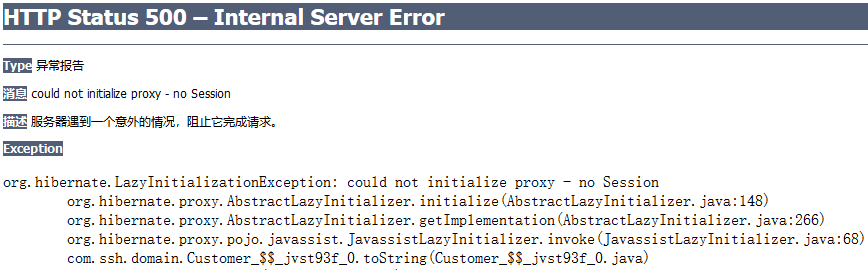 HTTP Status 500 – Internal Server Error
Type 异常报告
消息 could not initialize proxy - no Session
描述 服务器遇到一个意外的情况，阻止它完成请求。
Exception
org.hibernate.LazyInitializationException: could not initialize proxy - no Session
org.hibernate.proxy.AbstractLazyInitializer.initialize(AbstractLazyInitializer.java:148)
org.hibernate.proxy.AbstractLazyInitializer.getImplementation(AbstractLazyInitializer.java:266)
org.hibernate.proxy.pojo.javassist.JavassistLazyInitializer.invoke(JavassistLazyInitializer.java:68)
com.ssh.domain.Customer_$$_jvst93f_0.toString(Customer_$$_jvst93f_0.java)